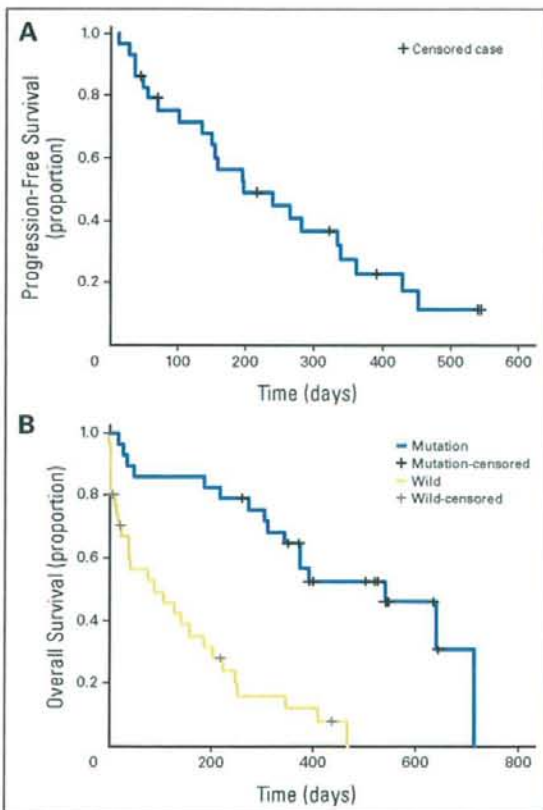 A
1.0
0.8
0.6
0.4
0.2
0
100
200
300
400
500
600
Progression-Free Survival
(proportion)
Time (days)
+ Censored case
B
1.0
0.8
0.6
0.4
0.2
0
200
400
600
800
Overall Survival (proportion)
Time (days)
Mutation
Mutation-censored
Wild
Wild-censored